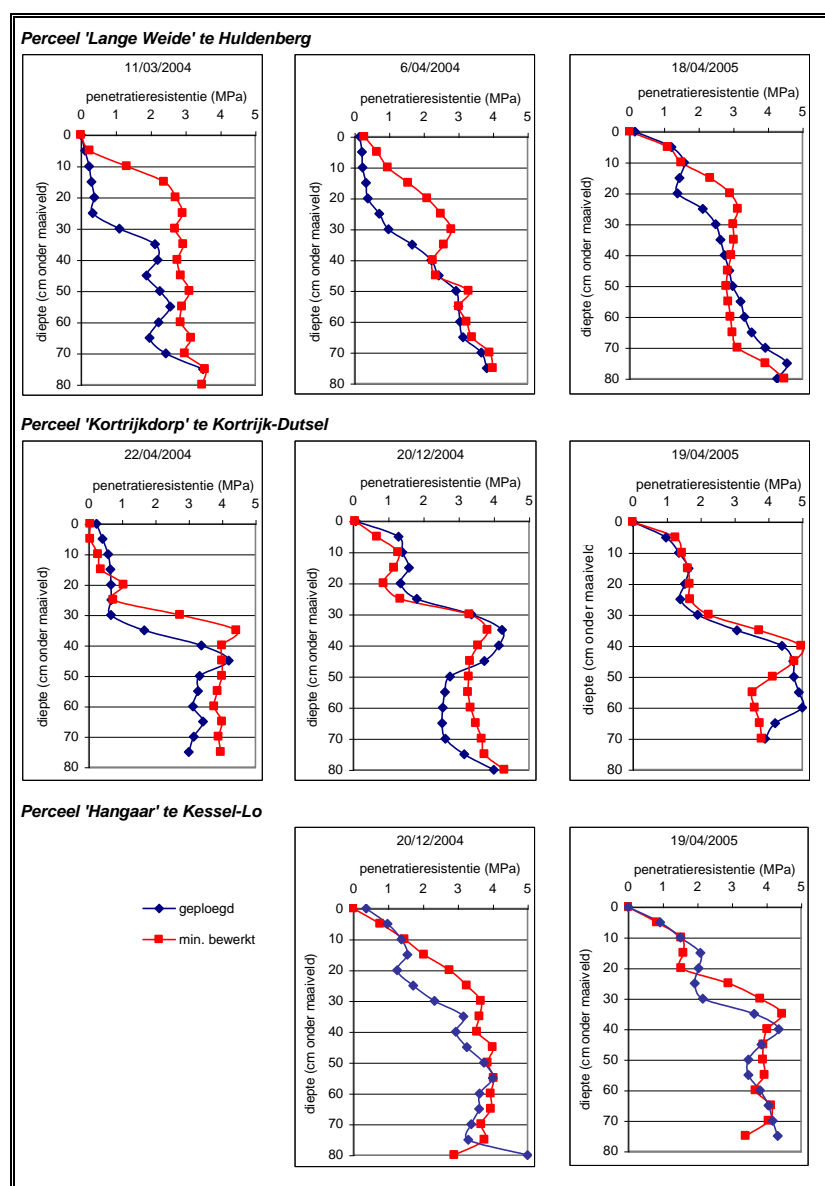 Perceel 'Lange Weide' te Huldenberg
11/03/2004
penetratieresistentie (MPa)
0 1 2 3 4 5
0
10
20
30
40
50
60
70
80
diepte (cm onder maaiveld)
6/04/2004
penetratieresistentie (MPa)
0 1 2 3 4 5
0
10
20
30
40
50
60
70
80
diepte (cm onder maaiveld)
18/04/2005
penetratieresistentie (MPa)
0 1 2 3 4 5
0
10
20
30
40
50
60
70
80
diepte (cm onder maaiveld)
Perceel 'Kortrijkdorp' te Kortrijk-Dutsel
22/04/2004
penetratieresistentie (MPa)
0 1 2 3 4 5
0
10
20
30
40
50
60
70
80
diepte (cm onder maaiveld)
20/12/2004
penetratieresistentie (MPa)
0 1 2 3 4 5
0
10
20
30
40
50
60
70
80
diepte (cm onder maaiveld)
19/04/2005
penetratieresistentie (MPa)
0 1 2 3 4 5
0
10
20
30
40
50
60
70
80
diepte (cm onder maaiveld
Perceel 'Hangaar' te Kessel-Lo
geploegd
min. bewerkt
20/12/2004
penetratieresistentie (MPa)
0 1 2 3 4 5
0
10
20
30
40
50
60
70
80
diepte (cm onder maaiveld)
19/04/2005
penetratieresistentie (MPa)
0 1 2 3 4 5
0
10
20
30
40
50
60
70
80
diepte (cm onder maaiveld)